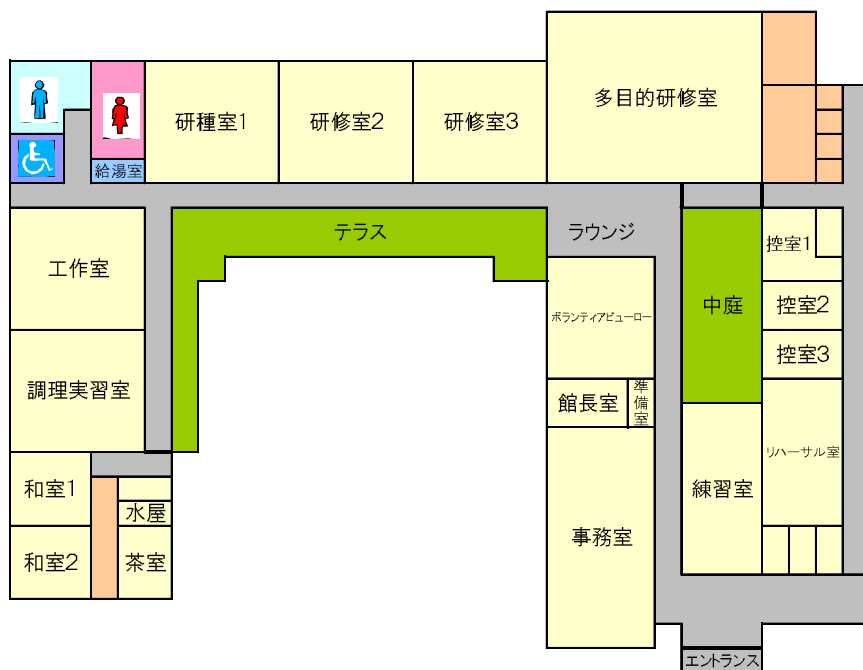 多目的研修室
研種室1
研修室2
研修室3
給湯室
テラス
ラウンジ
控室1
工作室
中庭
控室2
ボランティアビューロー
控室3
調理実習室
館長室
準備室
リハーサル室
和室1
練習室
水屋
事務室
和室2
茶室
エントランス